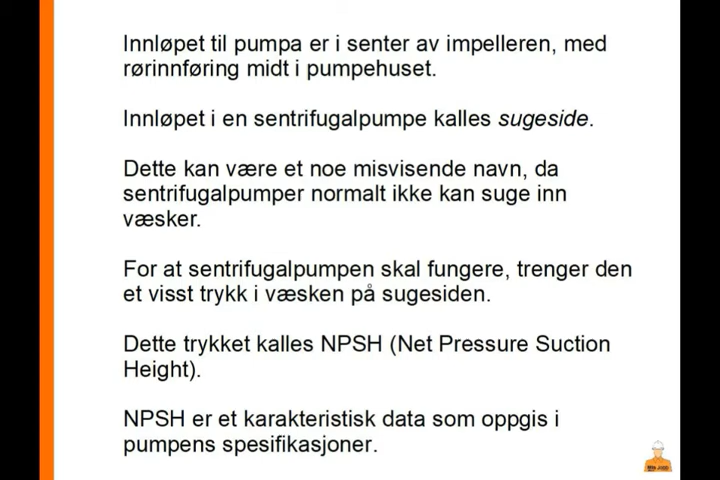 Innløpet til pumpa er i senter av impelleren, med
rørinnføring midt i pumpehuset.
Innløpet i en sentrifugalpumpe kalles sugeside.
Dette kan være et noe misvisende navn, da
sentrifugalpumper normalt ikke kan suge inn
væsker.
For at sentrifugalpumpen skal fungere, trenger den
et visst trykk i væsken på sugesiden.
Dette trykket kalles NPSH (Net Pressure Suction
Height).
NPSH er et karakteristisk data som oppgis i
pumpens spesifikasjoner.